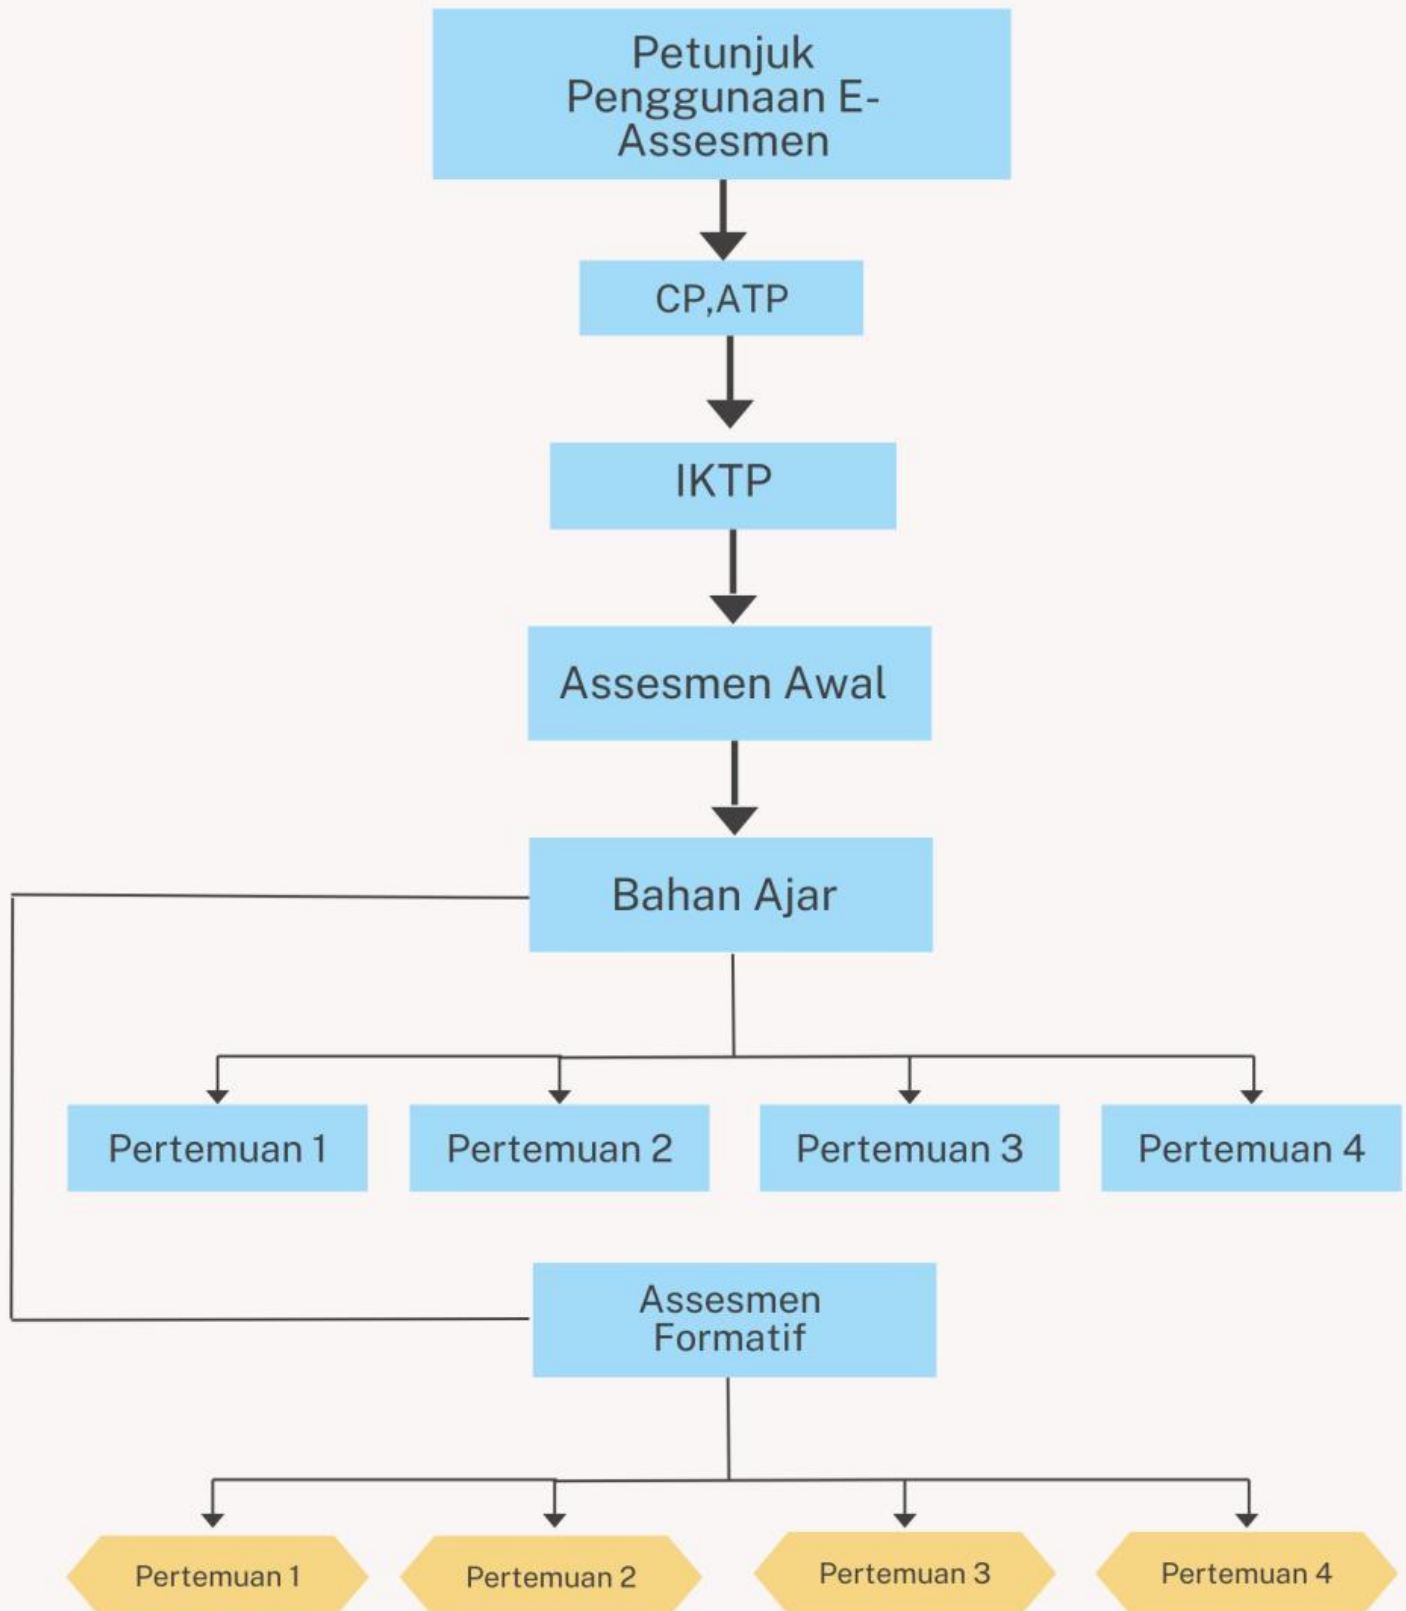 Petunjuk
Penggunaan E-
Assesmen
CP,ATP
IKTP
Assesmen Awal
Bahan Ajar
Pertemuan 1
Pertemuan 2
Pertemuan 3
Pertemuan 4
Assesmen
Formatif
Pertemuan 1
Pertemuan 2
Pertemuan 3
Pertemuan 4